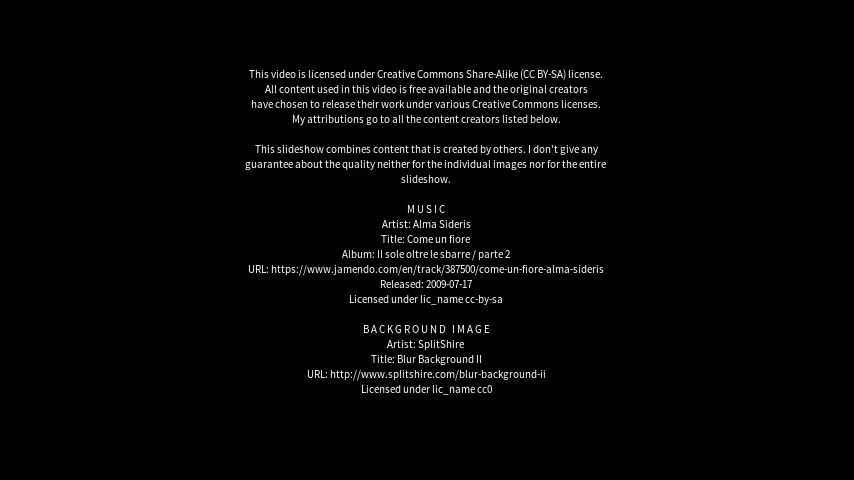 This video is licensed under Creative Commons Share-Alike (CC BY-SA) license.
All content used in this video is free available and the original creators
have chosen to release their work under various Creative Commons licenses.
My attributions go to all the content creators listed below.
This slideshow combines content that is created by others. I don't give any
guarantee about the quality neither for the individual images nor for the entire
slideshow.
MUSIC
Artist: Alma Sideris
Title: Come un fiore
Album: Il sole oltre le sbarre / parte 2
URL: https://www.jamendo.com/en/track/387500/come-un-fiore-alma-sideris
Released: 2009-07-17
Licensed under lic_name cc-by-sa
BACKGROUND IMAGE
Artist: SplitShire
Title: Blur Background II
URL: http://www.splitshire.com/blur-background-ii
Licensed under lic_name cc0